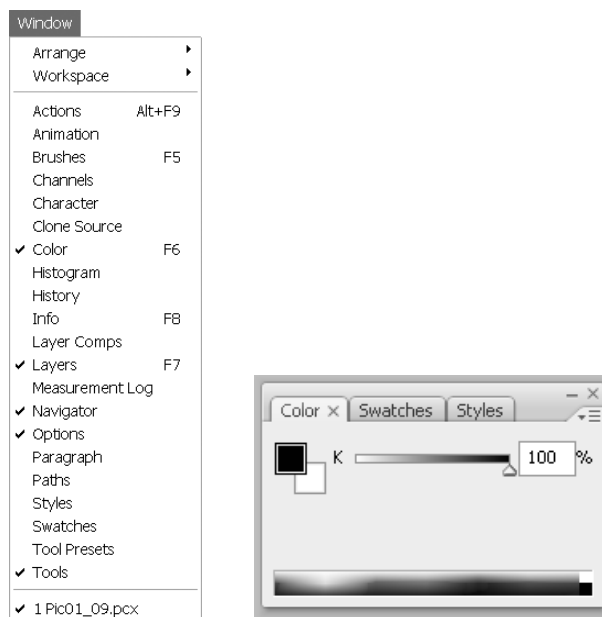 Window
Arrange
Workspace
Actions Alt+F9
Animation
Brushes F5
Channels
Character
Clone Source
Color F6
Histogram
History
Info F8
Layer Comps
Layers F7
Measurement Log
Navigator
Options
Paragraph
Paths
Styles
Swatches
Tool Presets
Tools
1 Pic01_09.pcx
Color Swatches Styles
K 100 %